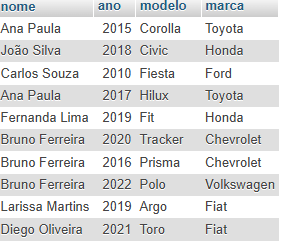 nome ano modelo marca
Ana Paula 2015 Corolla Toyota
João Silva 2018 Civic Honda
Carlos Souza 2010 Fiesta Ford
Ana Paula 2017 Hilux Toyota
Fernanda Lima 2019 Fit Honda
Bruno Ferreira 2020 Tracker Chevrolet
Bruno Ferreira 2016 Prisma Chevrolet
Bruno Ferreira 2022 Polo Volkswagen
Larissa Martins 2019 Argo Fiat
Diego Oliveira 2021 Toro Fiat